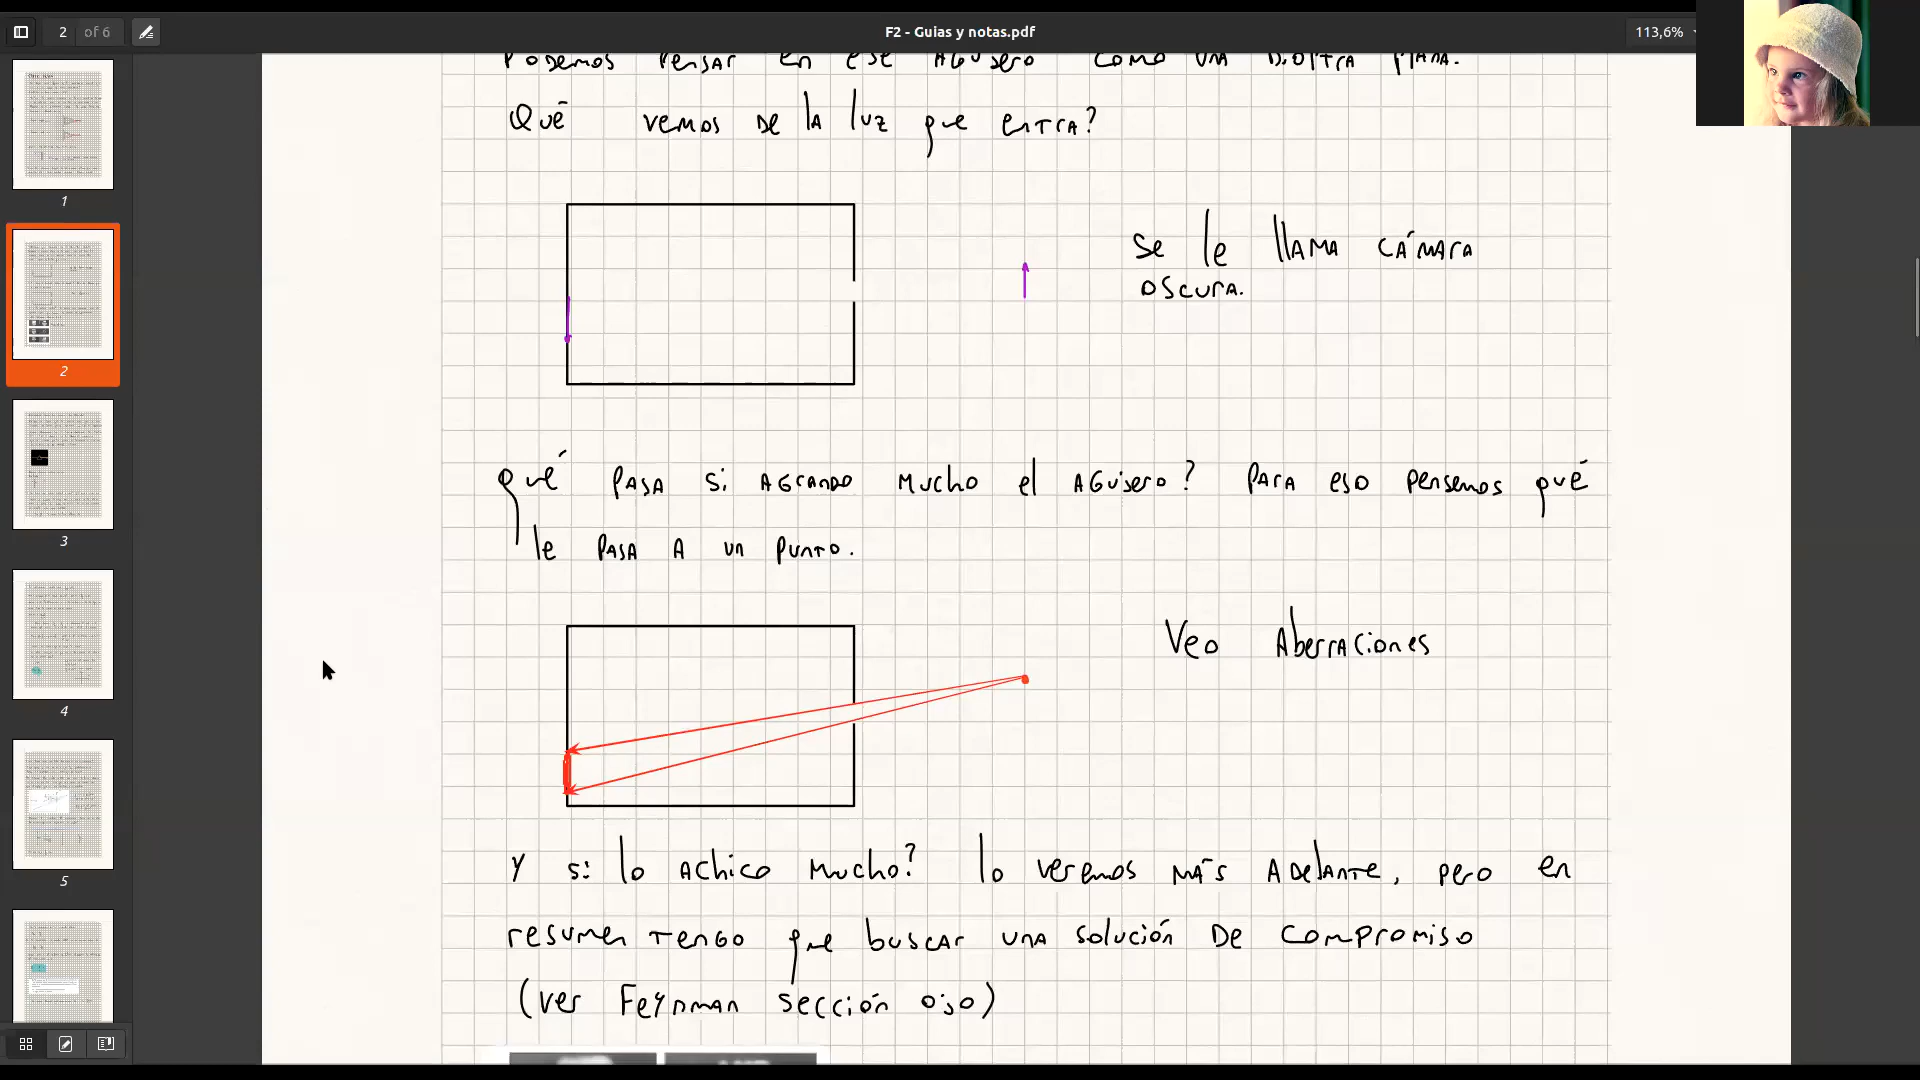 2 of 6
F2 - Guias y notas.pdf
113,6%
Podemos pensar en ese agujero como una dioptra plana.
Qué vemos de la luz que entra?
Se le llama cámara
oscura.
Qué pasa si agrando mucho el agujero? Para eso pensemos qué
le pasa a un punto.
Veo Aberraciones
Y si lo achico mucho? lo veremos más adelante, pero en
resumen tengo que buscar una solución de compromiso
(ver Feynman sección ojo)
1
2
3
4
5